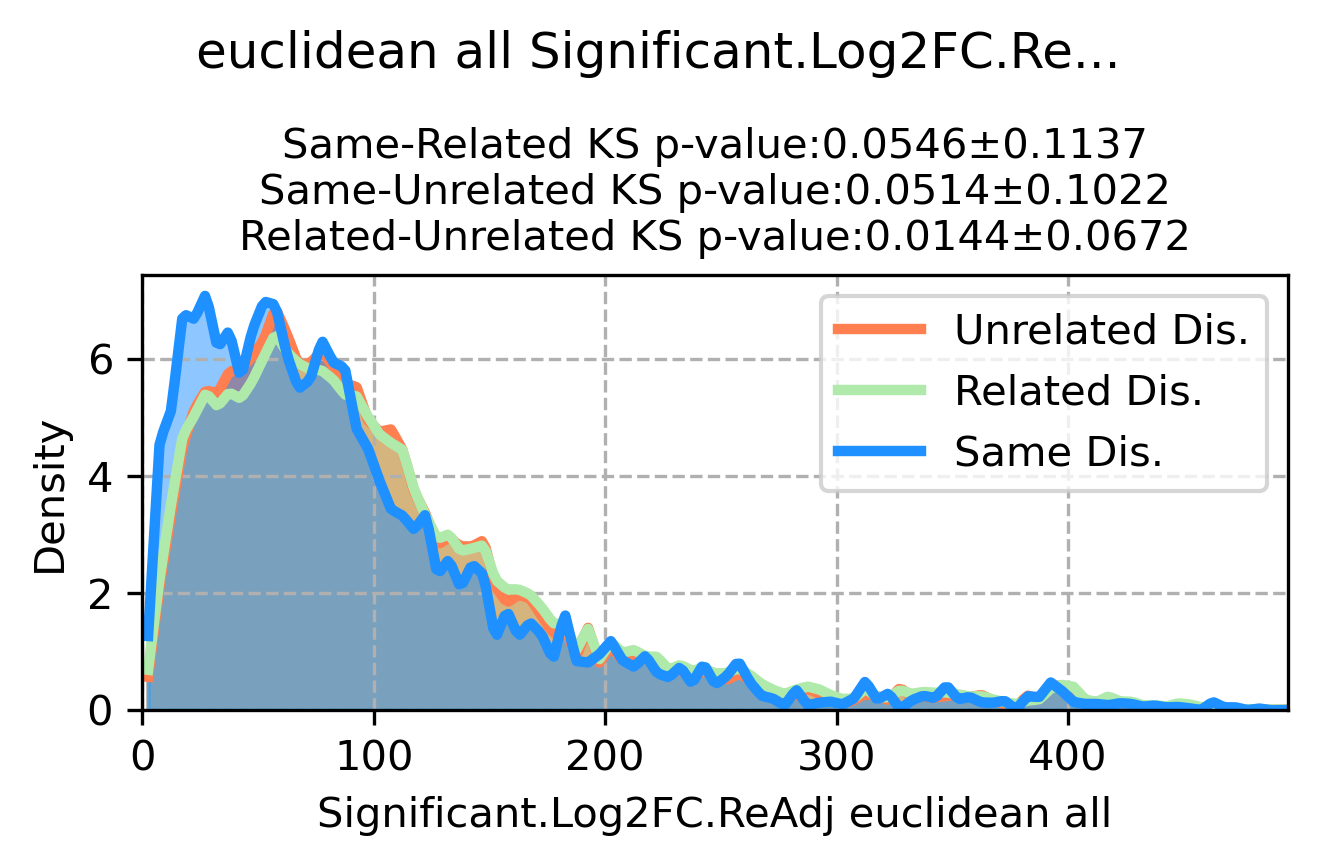 euclidean all Significant.Log2FC.Re...
Same-Related KS p-value:0.0546±0.1137
Same-Unrelated KS p-value:0.0514±0.1022
Related-Unrelated KS p-value:0.0144±0.0672
Unrelated Dis.
Related Dis.
Same Dis.
Density
6
4
2
0
0 100 200 300 400
Significant.Log2FC.ReAdj euclidean all